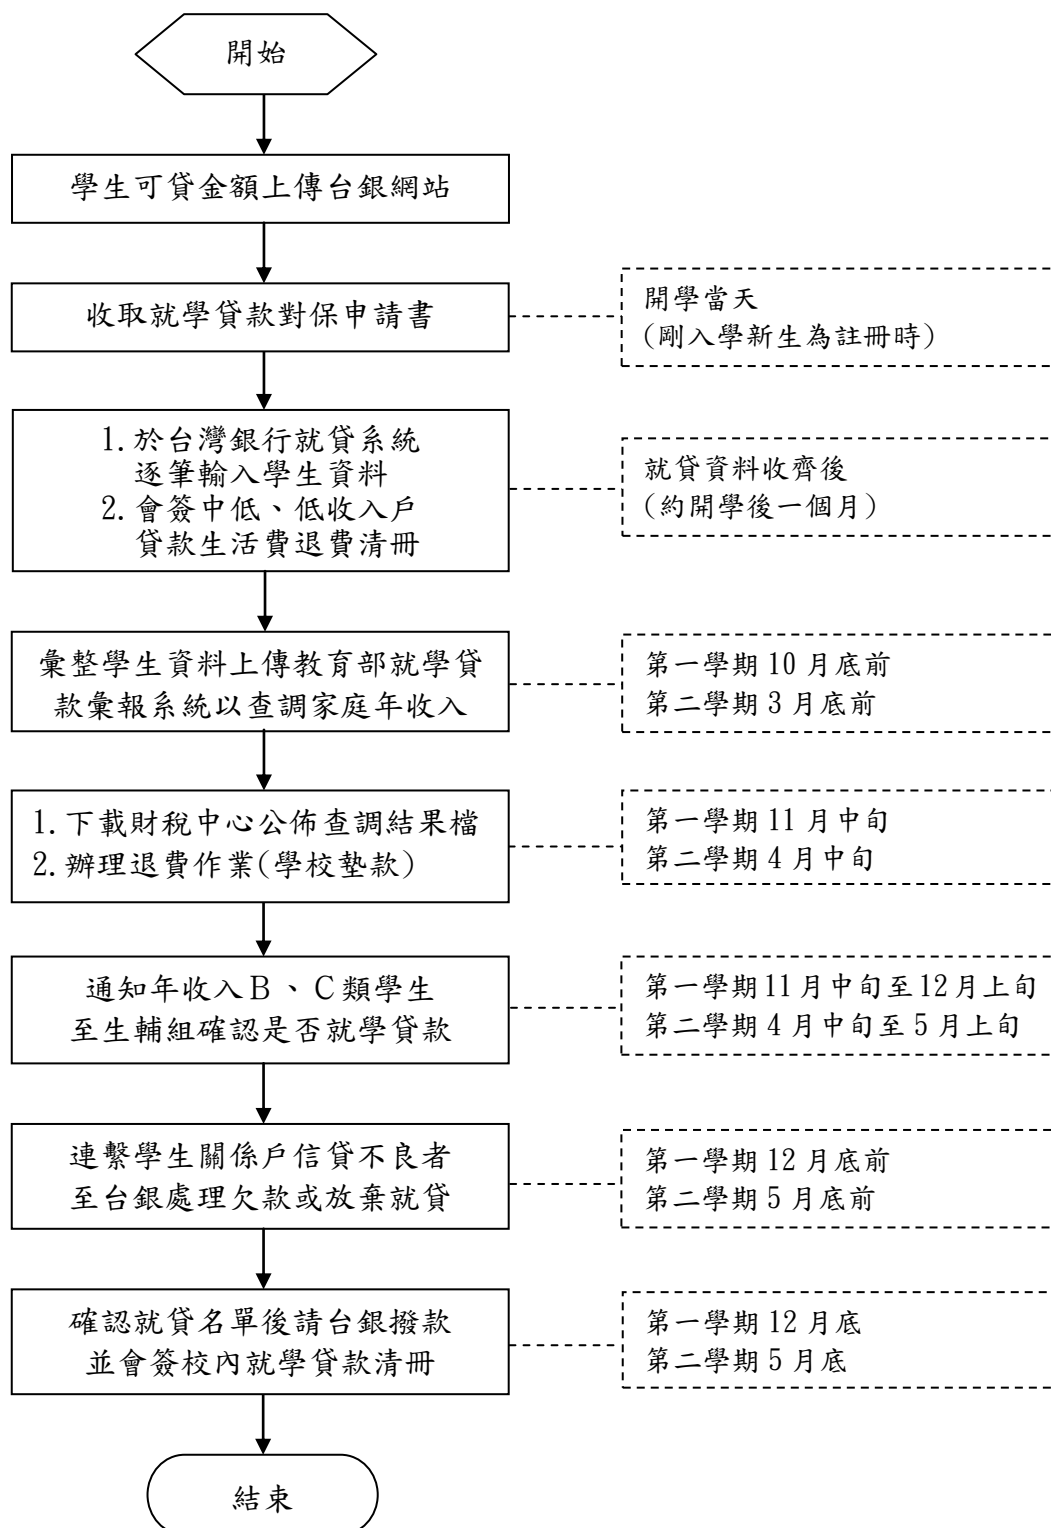 開始
學生可貸金額上傳台銀網站
收取就學貸款對保申請書
開學當天
(剛入學新生為註冊時)
1.於台灣銀行就貸系統
逐筆輸入學生資料
2.會簽中低、低收入戶
貸款生活費退費清冊
就貸資料收齊後
(約開學後一個月)
彙整學生資料上傳教育部就學貸
款彙報系統以查調家庭年收入
第一學期 10 月底前
第二學期 3 月底前
1.下載財稅中心公佈查調結果檔
2.辦理退費作業(學校墊款)
第一學期 11 月中旬
第二學期 4 月中旬
通知年收入B、C類學生
至生輔組確認是否就學貸款
第一學期 11 月中旬至 12 月上旬
第二學期 4 月中旬至 5 月上旬
連繫學生關係戶信貸不良者
至台銀處理欠款或放棄就貸
第一學期 12 月底前
第二學期 5 月底前
確認就貸名單後請台銀撥款
並會簽校內就學貸款清冊
第一學期 12 月底
第二學期 5 月底
結束